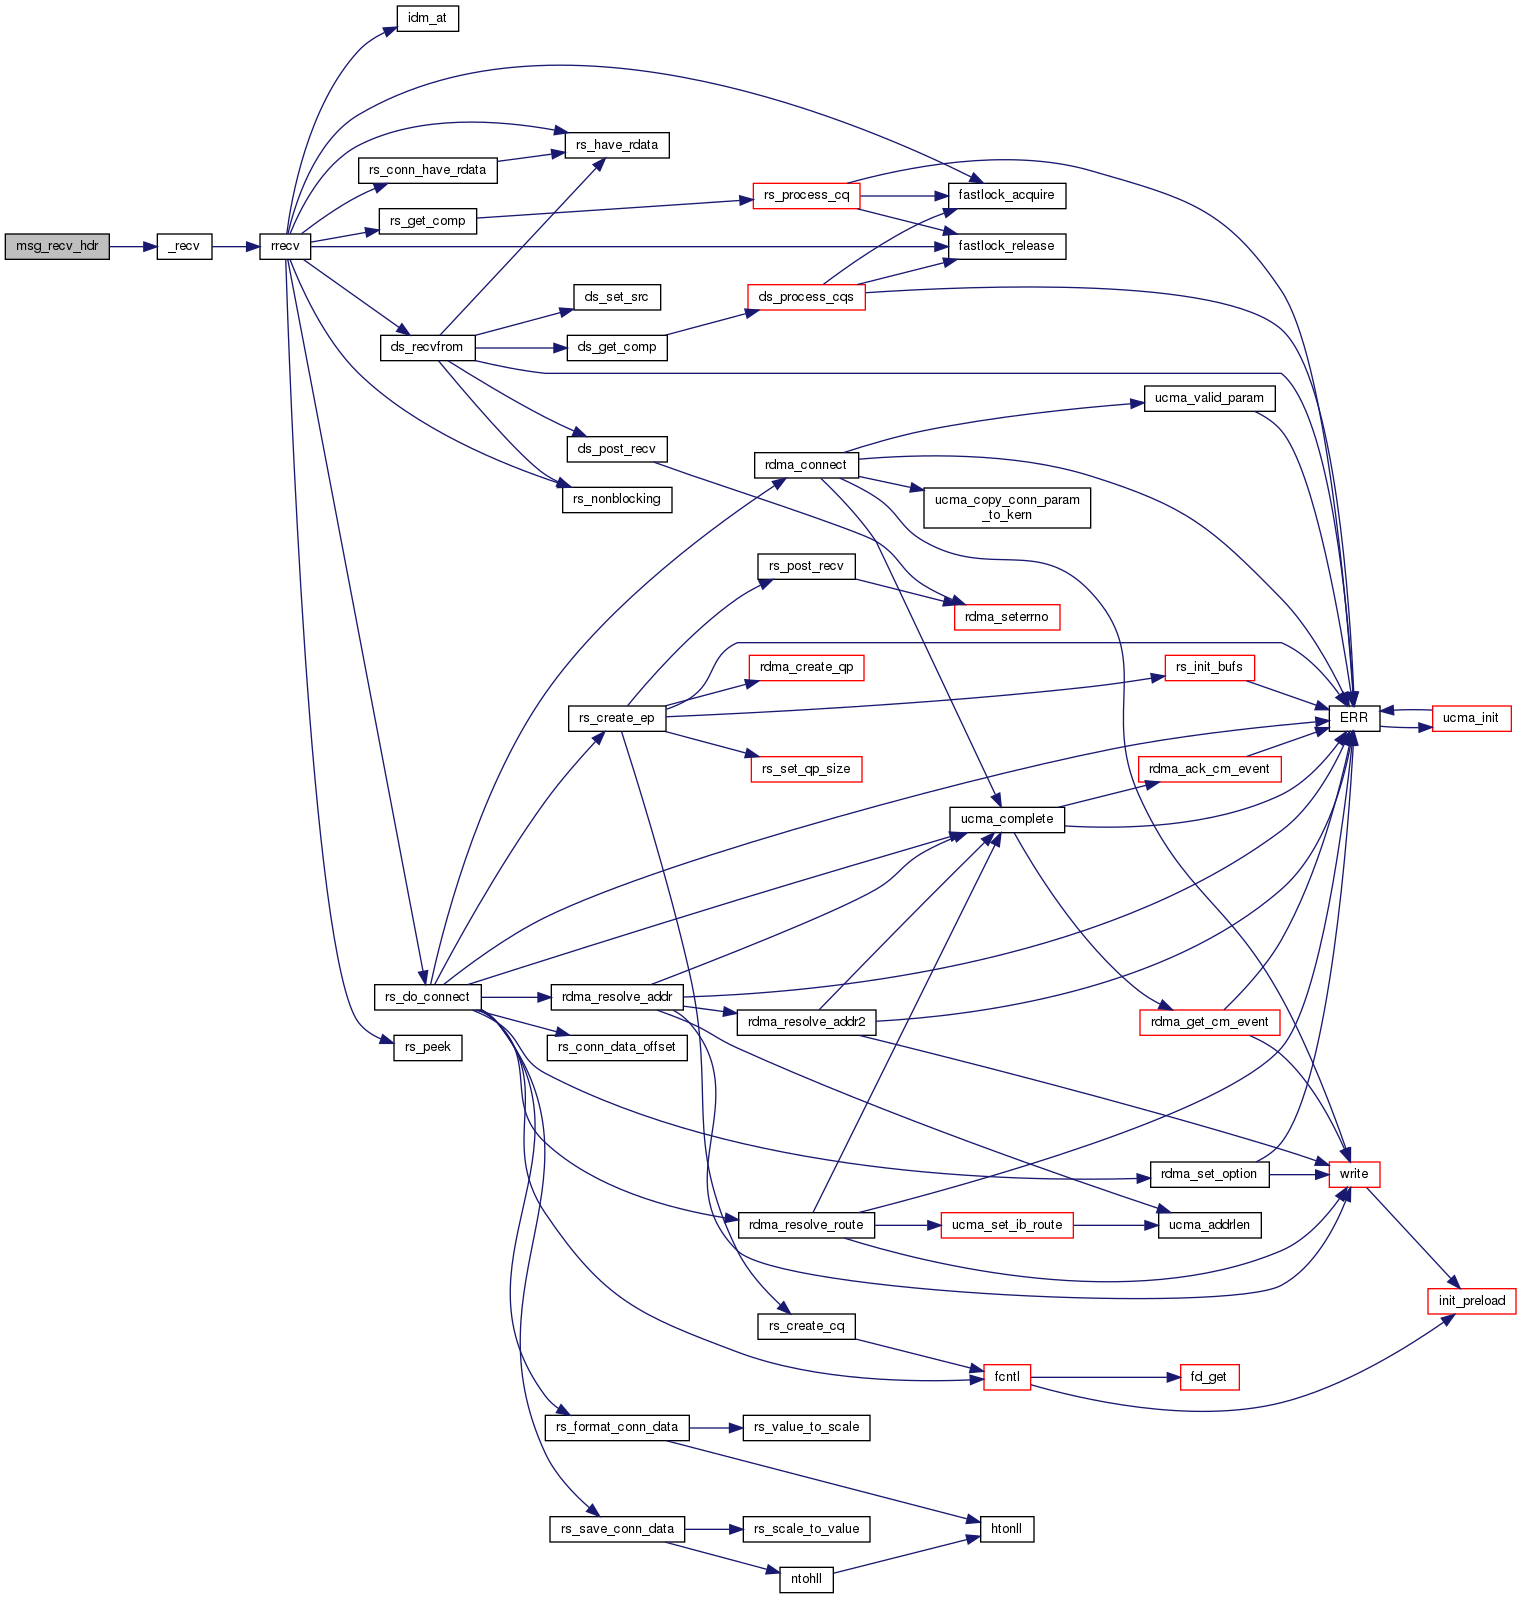 idm_at
rs_have_rdata
rs_conn_have_rdata
rs_process_cq
fastlock_acquire
rs_get_comp
msg_recv_hdr
_recv
rrecv
fastlock_release
ds_set_src
ds_process_cqs
ds_recvfrom
ds_get_comp
ucma_valid_param
ds_post_recv
rdma_connect
rs_nonblocking
ucma_copy_conn_param
_to_kern
rs_post_recv
rdma_seterrno
rdma_create_qp
rs_init_bufs
rs_create_ep
ERR
ucma_init
rs_set_qp_size
rdma_ack_cm_event
ucma_complete
rs_do_connect
rdma_resolve_addr
rdma_resolve_addr2
rdma_get_cm_event
rs_peek
rs_conn_data_offset
rdma_set_option
write
rdma_resolve_route
ucma_set_ib_route
ucma_addrlen
init_preload
rs_create_cq
fcntl
fd_get
rs_format_conn_data
rs_value_to_scale
rs_save_conn_data
rs_scale_to_value
htonll
ntohll